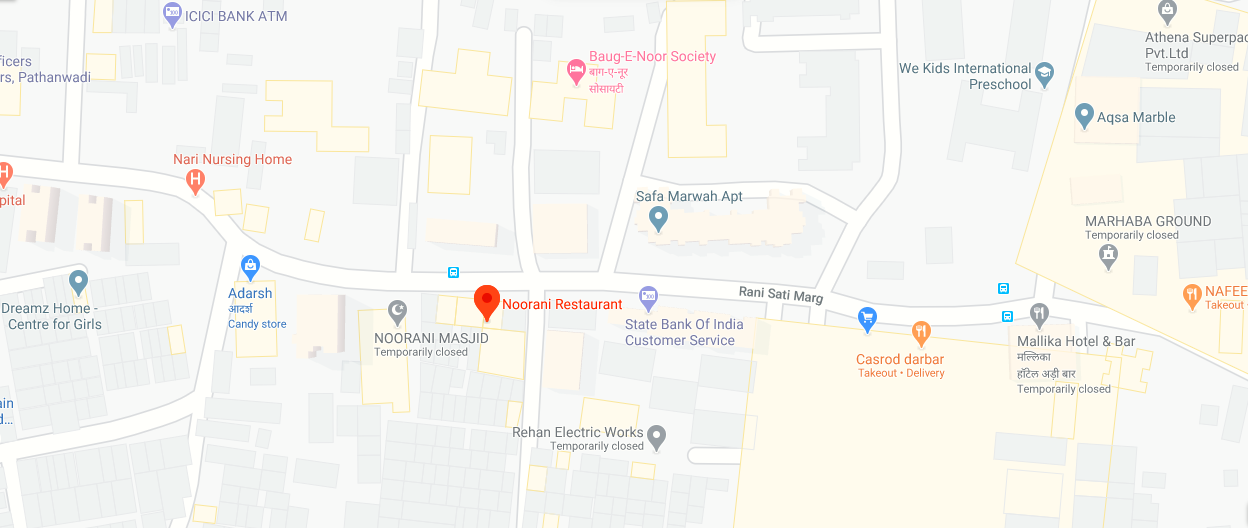 ICICI BANK ATM
Baug-E-Noor Society
बाग-ए-नूर
सोसायटी
Athena Superpac
Pvt.Ltd
Temporarily closed
ficers
rs, Pathanwadi
We Kids International
Preschool
Aqsa Marble
Nari Nursing Home
H
H
pital
Safa Marwah Apt
MARHABA GROUND
Temporarily closed
Adarsh
आदर्श
Candy store
Noorani Restaurant
Rani Sati Marg
NAFEE
Takeout •
Dreamz Home -
Centre for Girls
NOORANI MASJID
Temporarily closed
State Bank Of India
Customer Service
Mallika Hotel & Bar
मल्लिका
हॉटेल अड़ी बार
Temporarily closed
Casrod darbar
Takeout • Delivery
ain
d...
Rehan Electric Works
Temporarily closed